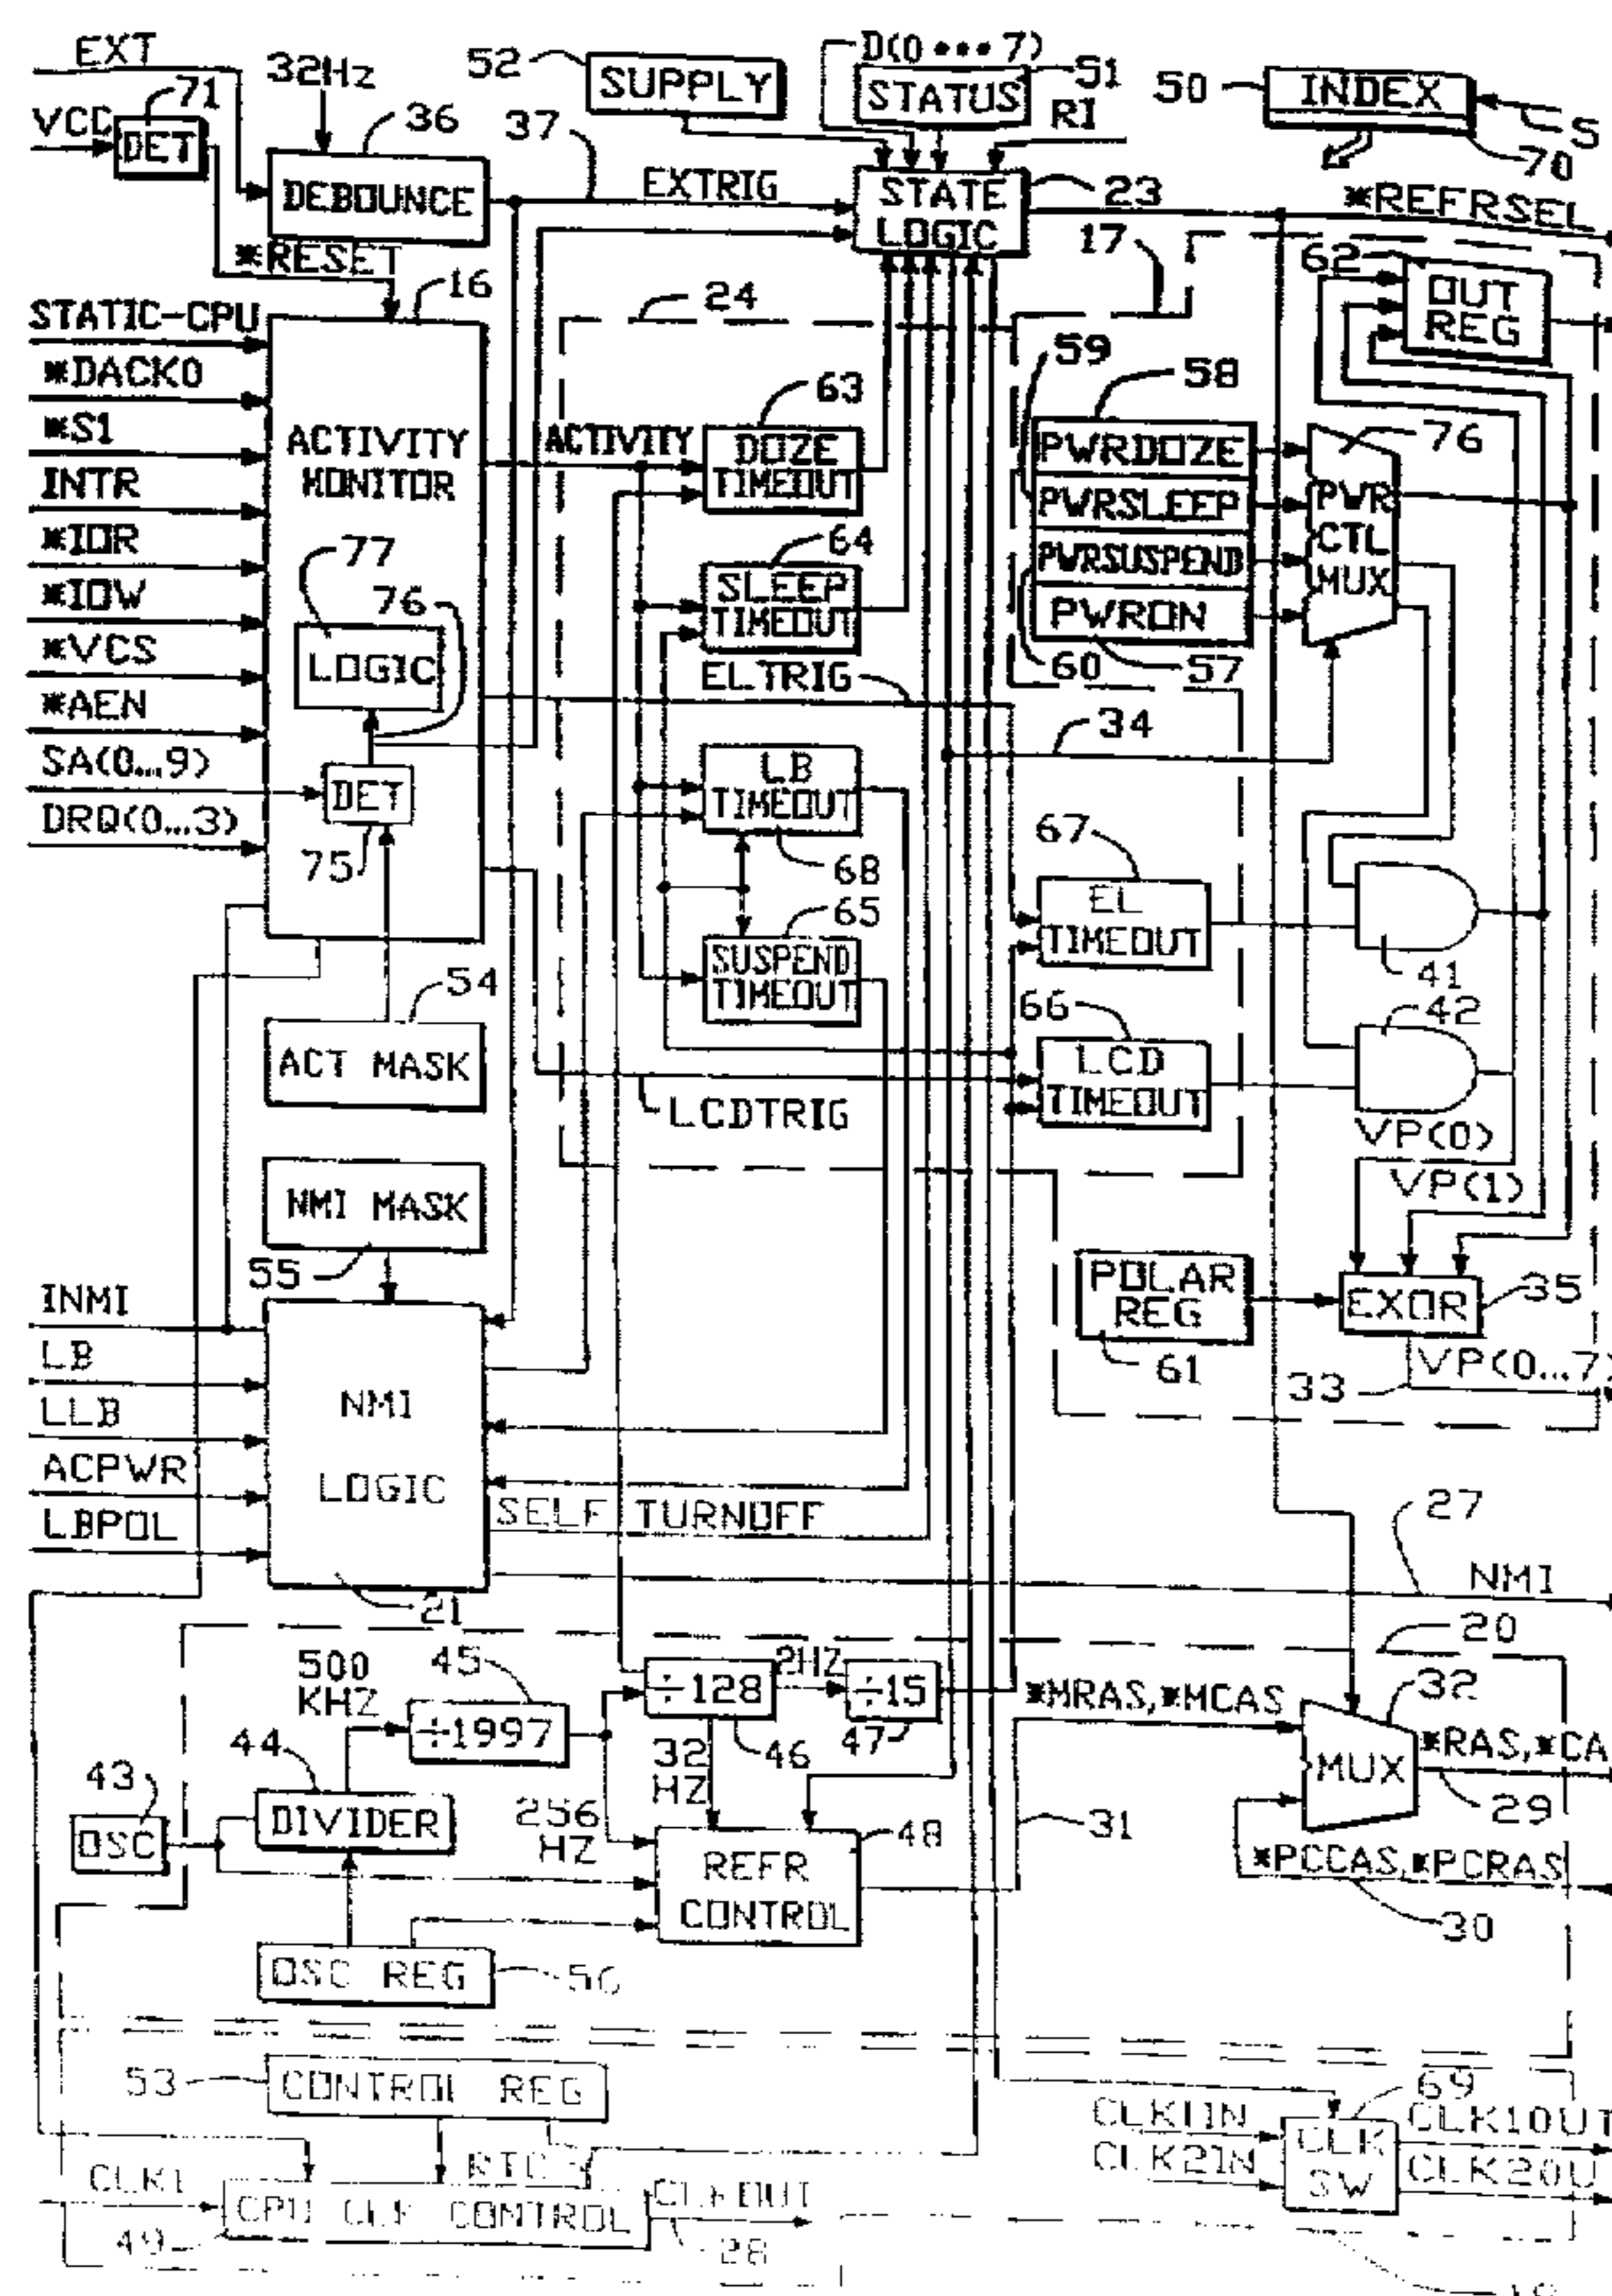 EXT
32Hz
52
SUPPLY
D(0 ••• 7)
STATUS
51
RI
50
INDEX
S
70
VCC
71
DET
36
37
DEBOUNCE
EXTRIG
STATE
LOGIC
23
*REFRSEL
*RESET
16
24
17
62
OUT
REG
STATIC-CPU
*DACK0
*S1
INTR
*IOR
*IOW
*VCS
*AEN
SA(0...9)
DRQ(0...3)
ACTIVITY
MONITOR
77
76
LOGIC
DET
75
ACTIVITY
63
DOZE
TIMEOUT
64
SLEEP
TIMEOUT
ELTRIG
LB
TIMEOUT
68
65
SUSPEND
TIMEOUT
59
58
PWRDOZE
PWRSLEEP
PWRSUSPEND
PWRON
60
57
76
PWR
CTL
MUX
34
67
EL
TIMEOUT
41
66
LCD
TIMEOUT
42
54
ACT MASK
LCDTRIG
VP(0)
VP(1)
NMI MASK
55
POLAR
REG
61
EXOR
35
VP(0...7)
33
INMI
LB
LLB
ACPWR
LBPOL
NMI
LOGIC
21
SELF TURNOFF
27
NMI
20
500
KHZ
45
÷1997
÷128
2HZ
÷15
46
47
*MRAS,*MCAS
32
MUX
*RAS,*CA
29
44
43
OSC
DIVIDER
256
HZ
32
HZ
48
REFR
CONTROL
31
*PCCAS,*PCRAS
30
OSC REG
53
CONTROL REG
69
CLK1IN
CLK2IN
CLK
SW
CLK1OUT
CLK2OU
CPU CLK CONTROL
49
CLKOUT
28